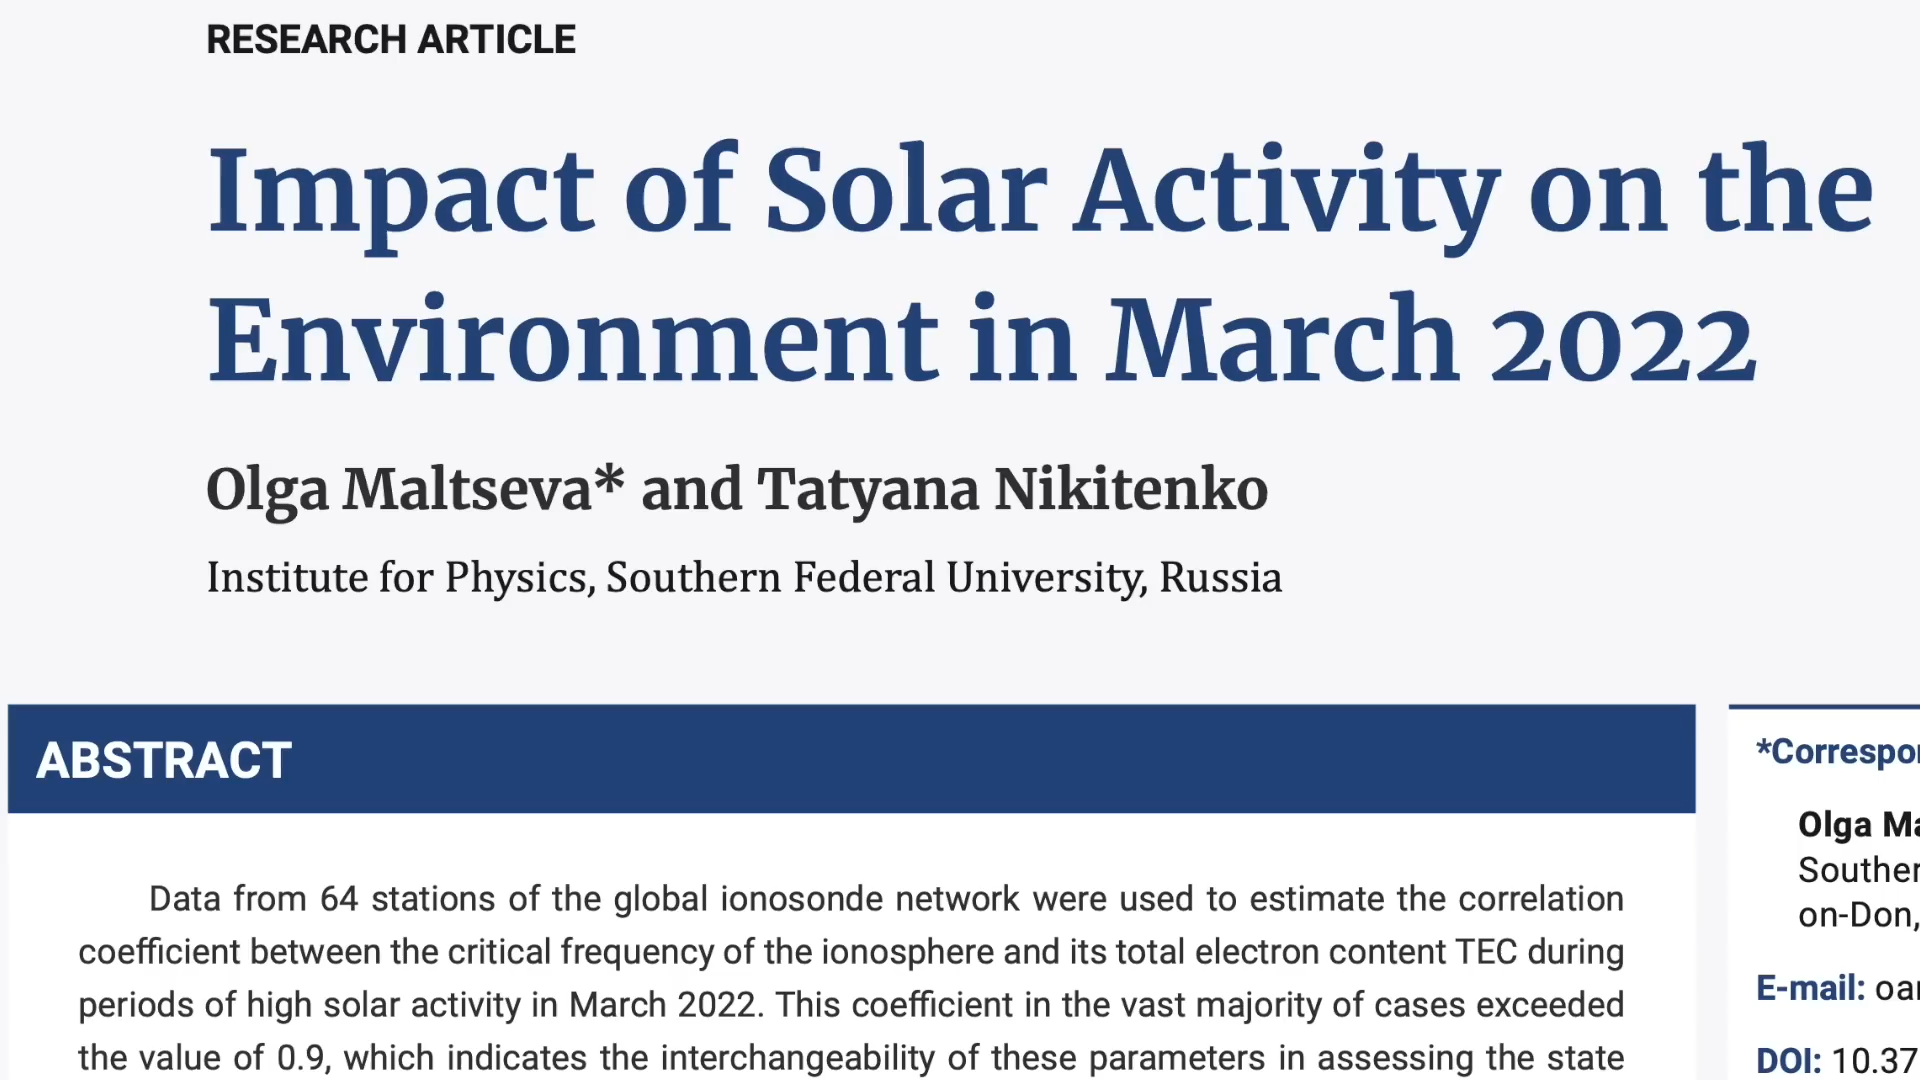 RESEARCH ARTICLE
Impact of Solar Activity on the
Environment in March 2022
Olga Maltseva* and Tatyana Nikitenko
Institute for Physics, Southern Federal University, Russia
ABSTRACT
Data from 64 stations of the global ionosonde network were used to estimate the correlation
coefficient between the critical frequency of the ionosphere and its total electron content TEC during
periods of high solar activity in March 2022. This coefficient in the vast majority of cases exceeded
the value of 0.9, which indicates the interchangeability of these parameters in assessing the state
Olga
on-Don,
E-mail:
DOI: 10.37